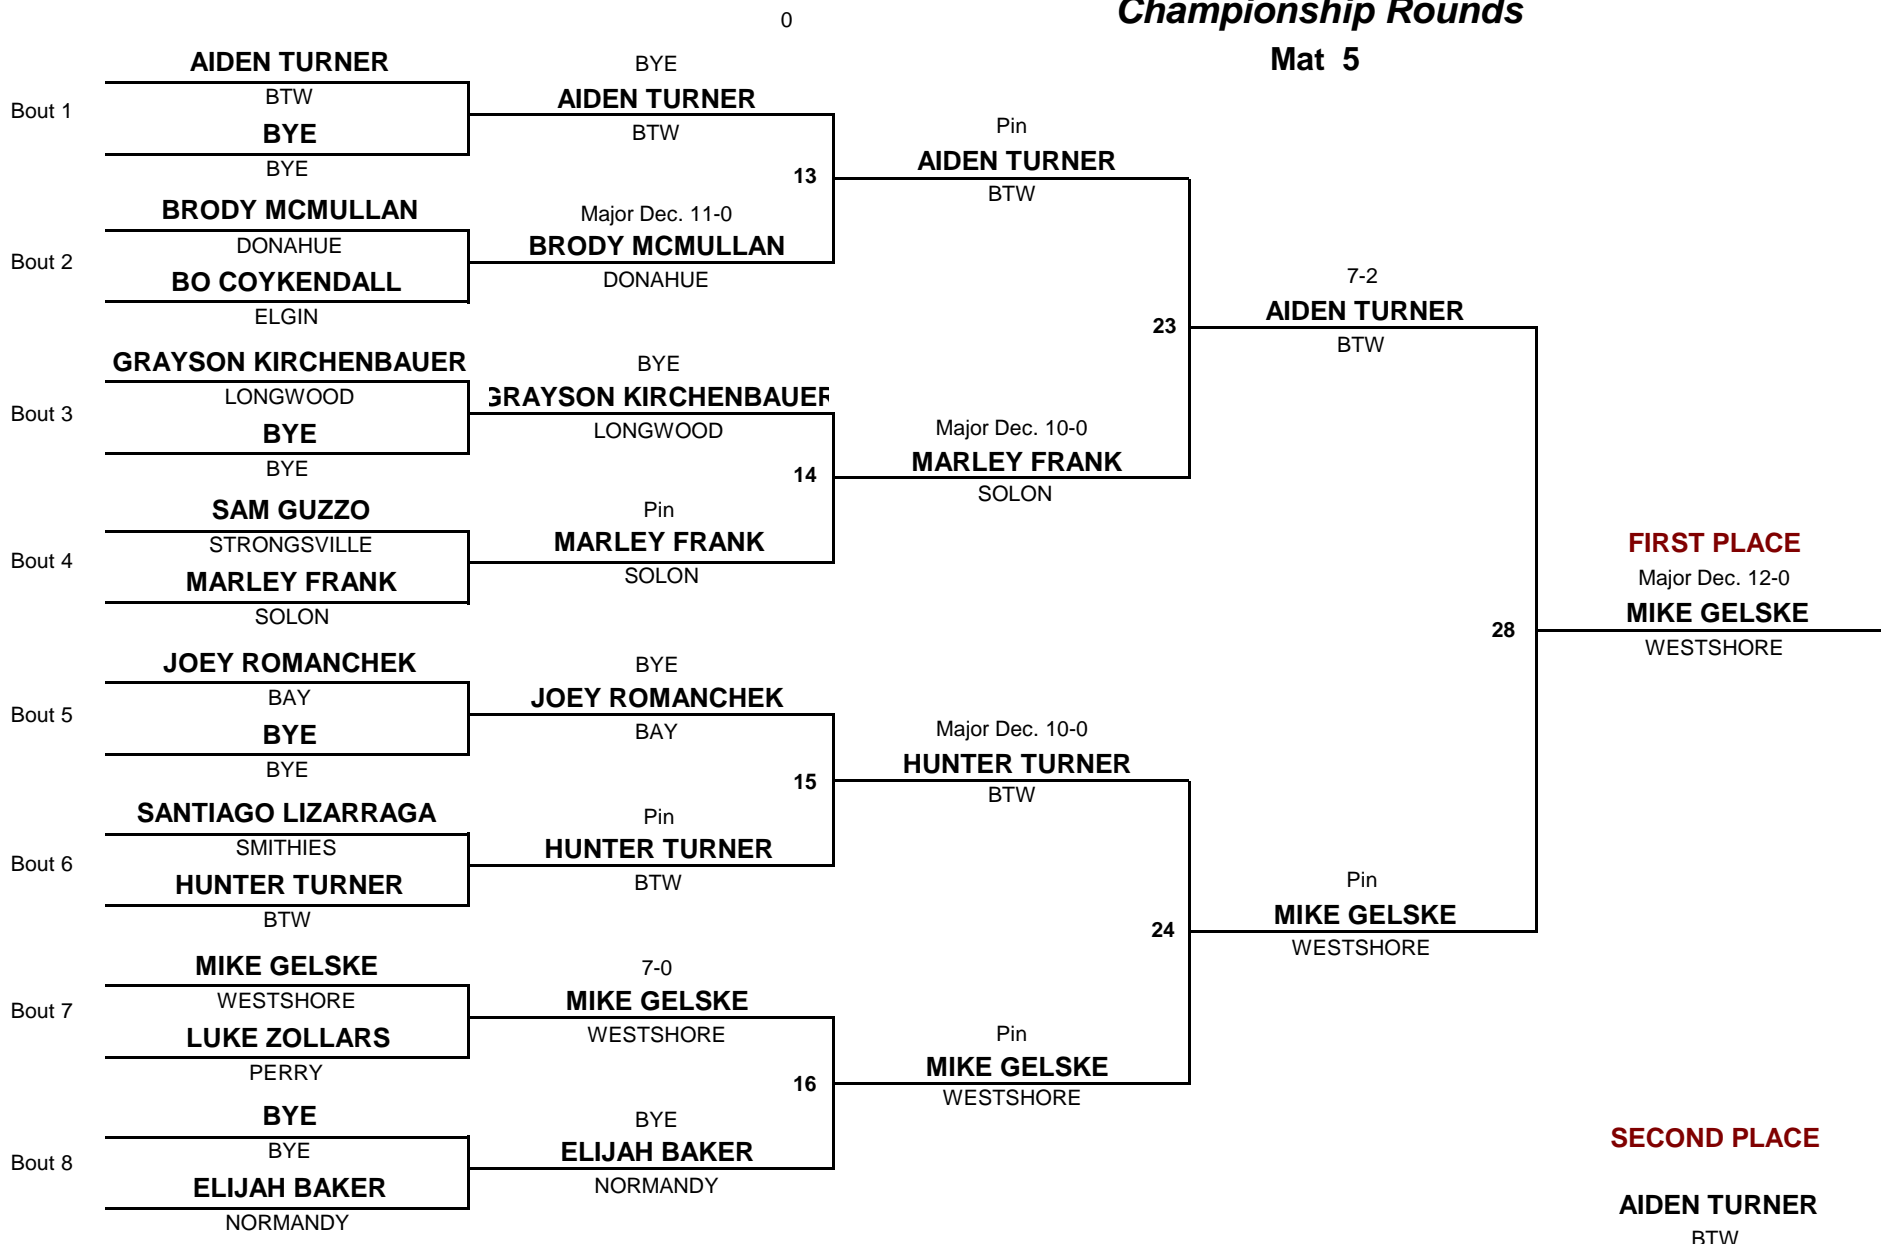 0
Championship Rounds
Mat 5
Bout 1
AIDEN TURNER
BTW
BYE
BYE
Bout 2
BRODY MCMULLAN
DONAHUE
BO COYKENDALL
ELGIN
Bout 3
GRAYSON KIRCHENBAUER
LONGWOOD
BYE
BYE
Bout 4
SAM GUZZO
STRONGSVILLE
MARLEY FRANK
SOLON
Bout 5
JOEY ROMANCHEK
BAY
BYE
BYE
Bout 6
SANTIAGO LIZARRAGA
SMITHIES
HUNTER TURNER
BTW
Bout 7
MIKE GELSKE
WESTSHORE
LUKE ZOLLARS
PERRY
Bout 8
BYE
BYE
ELIJAH BAKER
NORMANDY
BYE
AIDEN TURNER
BTW
13
Major Dec. 11-0
BRODY MCMULLAN
DONAHUE
BYE
GRAYSON KIRCHENBAUER
LONGWOOD
14
Pin
MARLEY FRANK
SOLON
BYE
JOEY ROMANCHEK
BAY
15
Pin
HUNTER TURNER
BTW
7-0
MIKE GELSKE
WESTSHORE
16
BYE
ELIJAH BAKER
NORMANDY
Pin
AIDEN TURNER
BTW
23
Major Dec. 10-0
MARLEY FRANK
SOLON
Major Dec. 10-0
HUNTER TURNER
BTW
24
Pin
MIKE GELSKE
WESTSHORE
7-2
AIDEN TURNER
BTW
28
Pin
MIKE GELSKE
WESTSHORE
FIRST PLACE
Major Dec. 12-0
MIKE GELSKE
WESTSHORE
SECOND PLACE
AIDEN TURNER
BTW